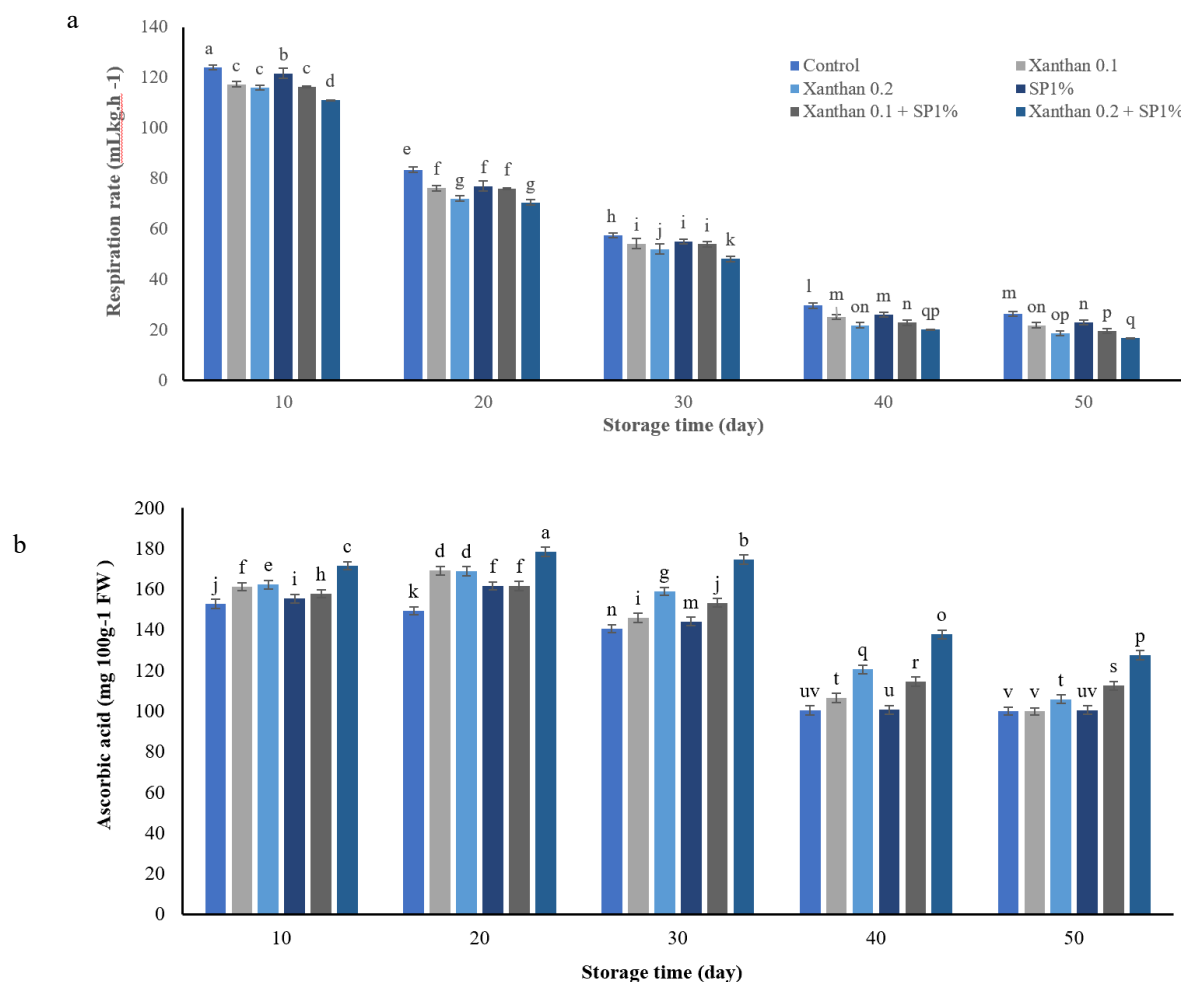 a
140
120
100
80
60
40
20
0
Respiration rate (mLkg.h -1)
Control
Xanthan 0.1
Xanthan 0.2
SP1%
Xanthan 0.1 + SP1%
Xanthan 0.2 + SP1%
a c c b c d
e f g f f g
h i j i i k
l m on m n qp
m on op n p q
10 20 30 40 50
Storage time (day)
b
200
180
160
140
120
100
80
60
40
20
0
Ascorbic acid (mg 100g-1 FW )
j f e i h c
k d d f f a
n i g m j b
uv t q u r o
v v t uv s p
10 20 30 40 50
Storage time (day)